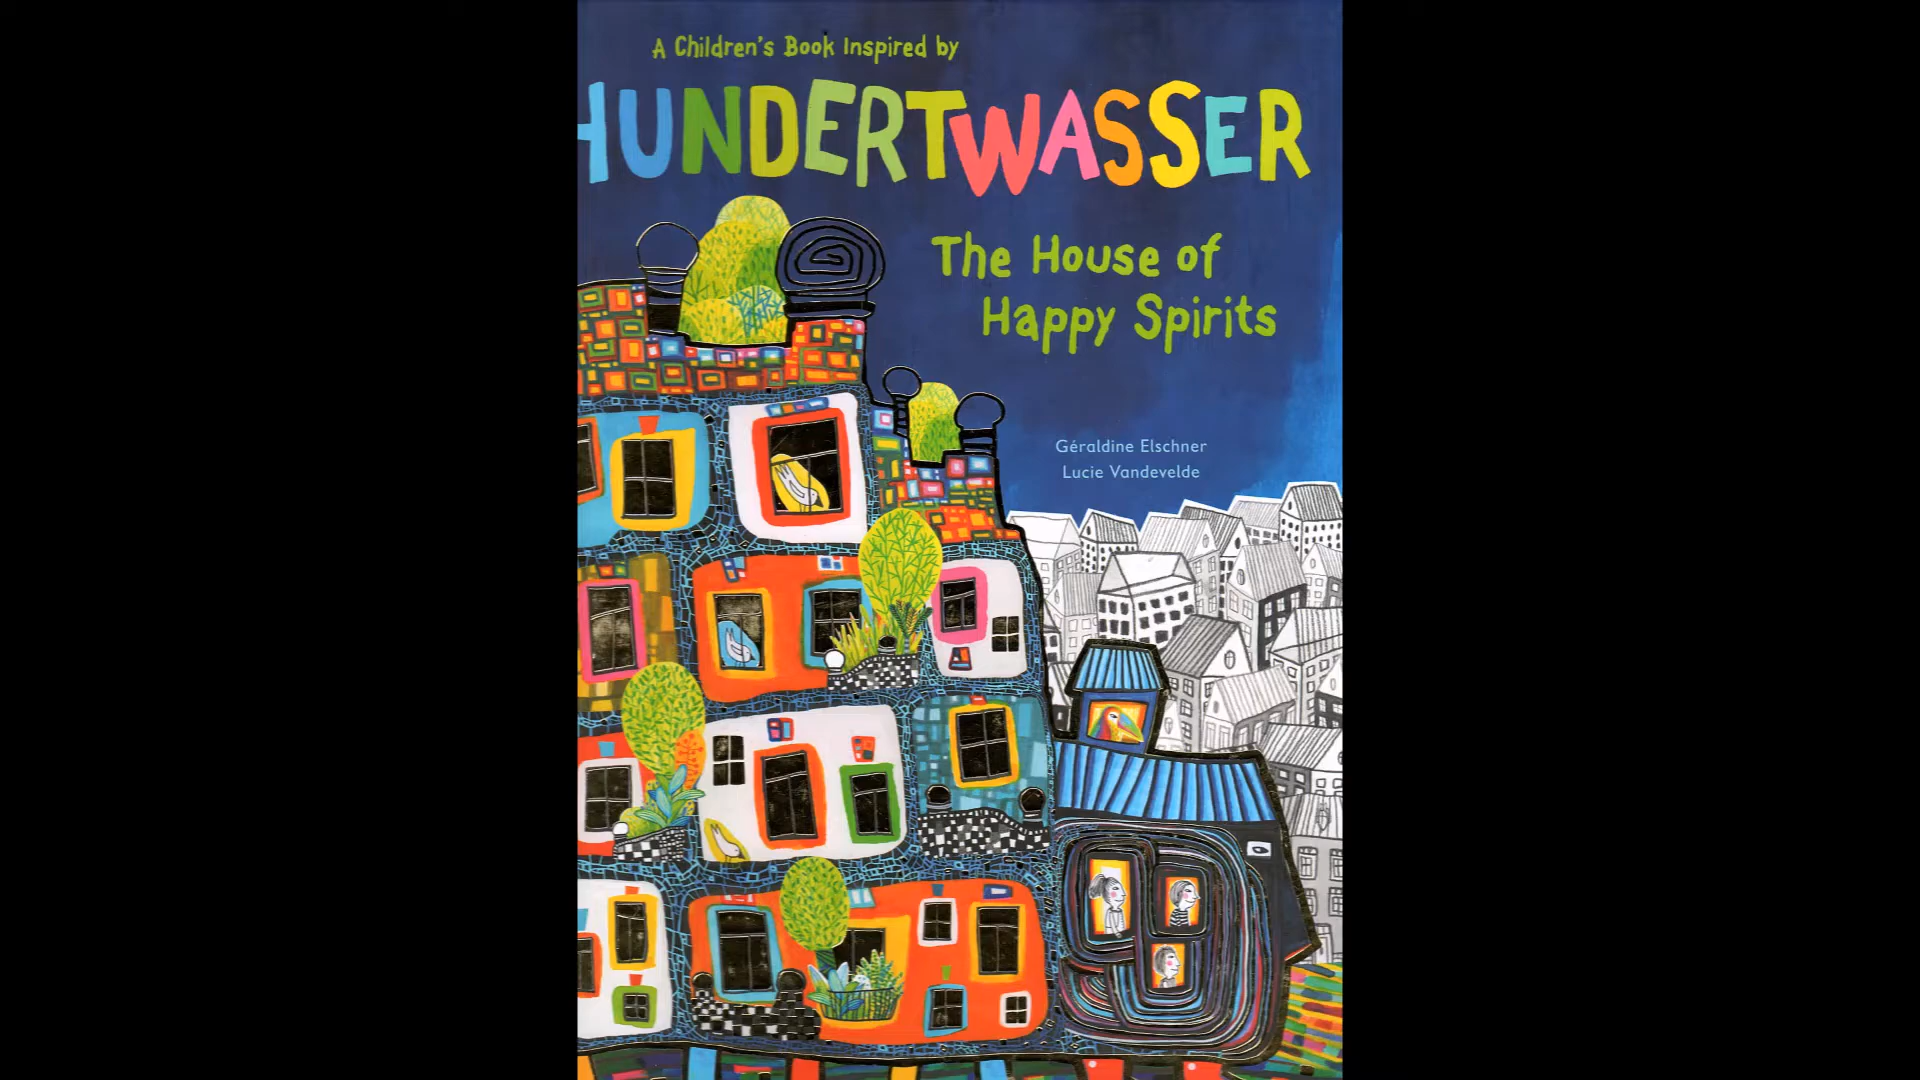 A Children's Book Inspired by
HUNDERTWASSER
The House of
Happy Spirits
Géraldine Elschner
Lucie Vandevelde